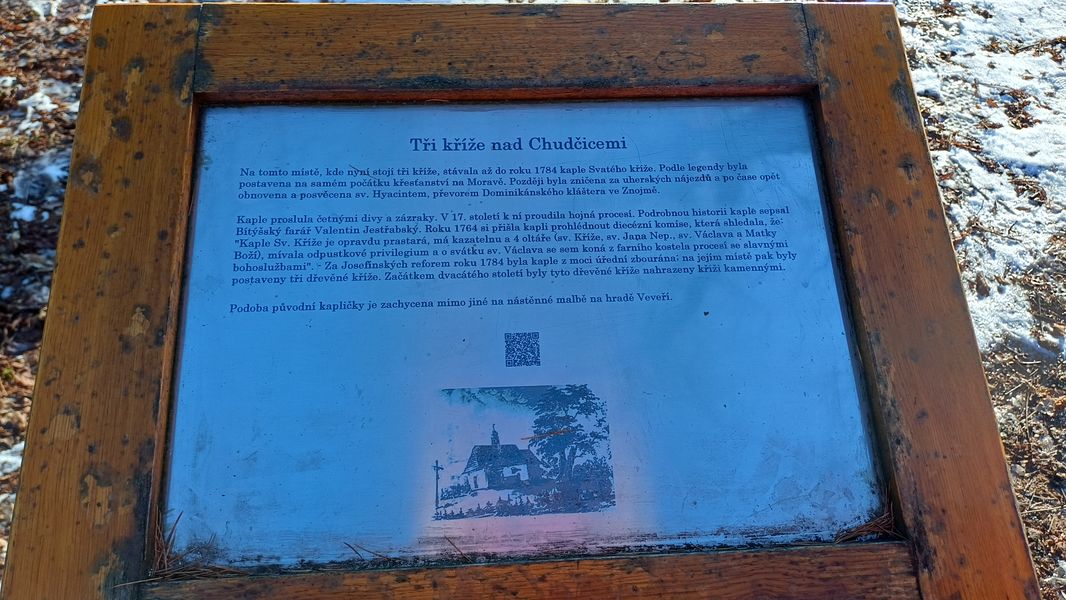 Tři kříže nad Chudčicemi
Na tomto místě, kde nyní stojí tři kříže, stávala až do roku 1784 kaple Svatého kříže. Podle legendy byla
postavena na samém počátku křesťanství na Moravě. Později byla zničena za uherských nájezdů a po čase opět
obnovena a posvěcena sv. Hyacintem, převorem Dominikánského kláštera ve Znojmě.
Kaple proslula četnými divy a zázraky. V 17. století k ní proudila hojná procesí. Podrobnou historii kaple sepsal
Bítýšský farář Valentin Jestřabský. Roku 1764 si přišla kapli prohlédnout diecézní komise, která shledala, že:
"Kaple Sv. Kříže je opravdu prastará, má kazatelnu a 4 oltáře (sv. Kříže, sv. Jana Nep., sv. Václava a Matky
Boží), mívala odpustkové privilegium a o svátku sv. Václava se sem koná z farního kostela procesí se slavnými
bohoslužbami". - Za Josefínských reforem roku 1784 byla kaple z moci úřední zbourána; na jejím místě pak byly
postaveny tři dřevěné kříže. Začátkem dvacátého století byly tyto dřevěné kříže nahrazeny kříži kamennými.
Podoba původní kapličky je zachycena mimo jiné na nástěnné malbě na hradě Veveří.